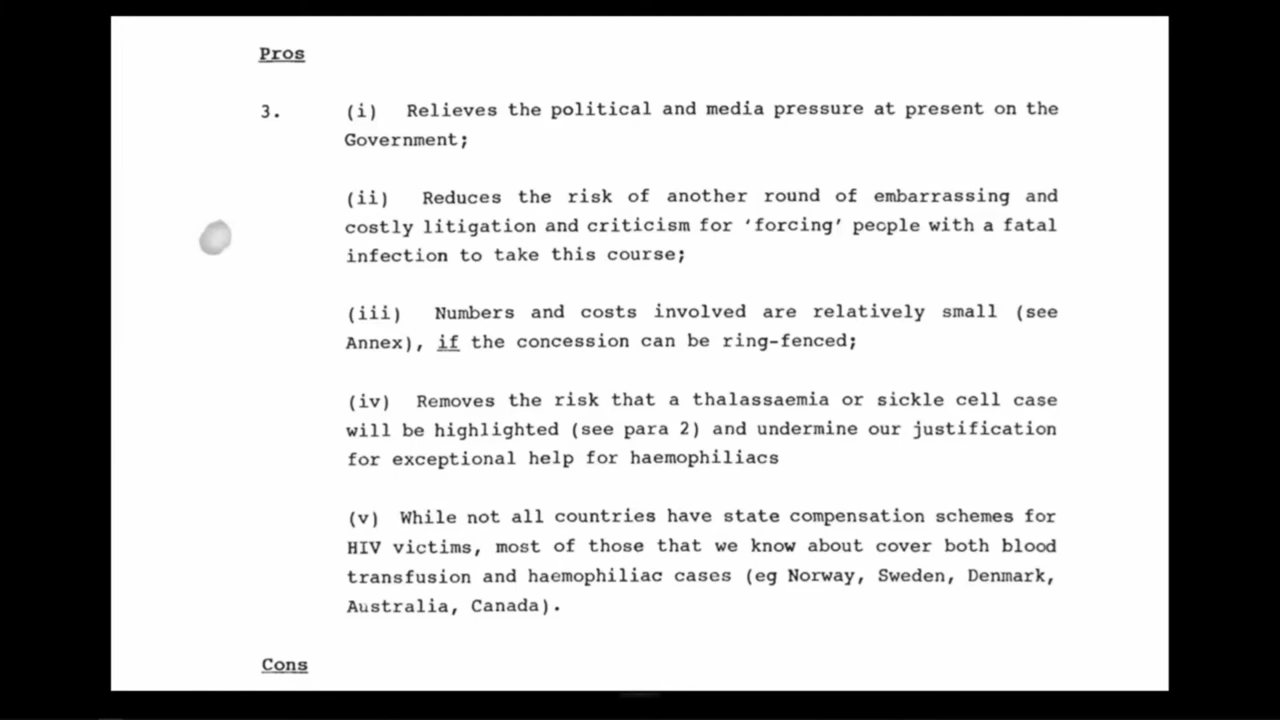 Pros
3. (i) Relieves the political and media pressure at present on the
Government;
(ii) Reduces the risk of another round of embarrassing and
costly litigation and criticism for 'forcing' people with a fatal
infection to take this course;
(iii) Numbers and costs involved are relatively small (see
Annex), if the concession can be ring-fenced;
(iv) Removes the risk that a thalassaemia or sickle cell case
will be highlighted (see para 2) and undermine our justification
for exceptional help for haemophiliacs
(v) While not all countries have state compensation schemes for
HIV victims, most of those that we know about cover both blood
transfusion and haemophiliac cases (eg Norway, Sweden, Denmark,
Australia, Canada).
Cons